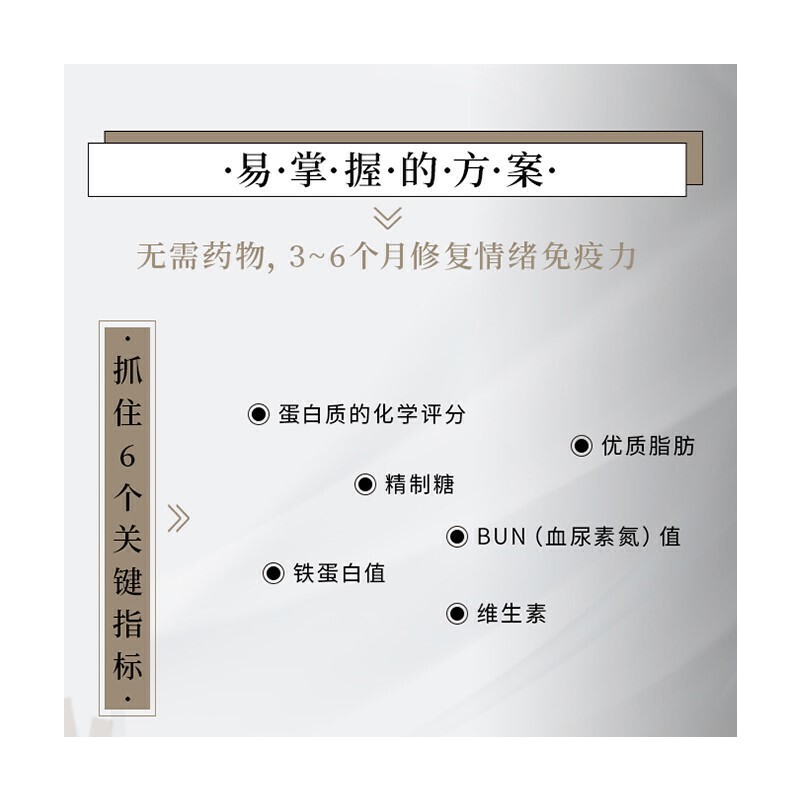 ·易·掌·握·的·方·案·
无需药物, 3~6个月修复情绪免疫力
·抓住6个关键指标·
蛋白质的化学评分
优质脂肪
精制糖
BUN（血尿素氮）值
铁蛋白值
维生素